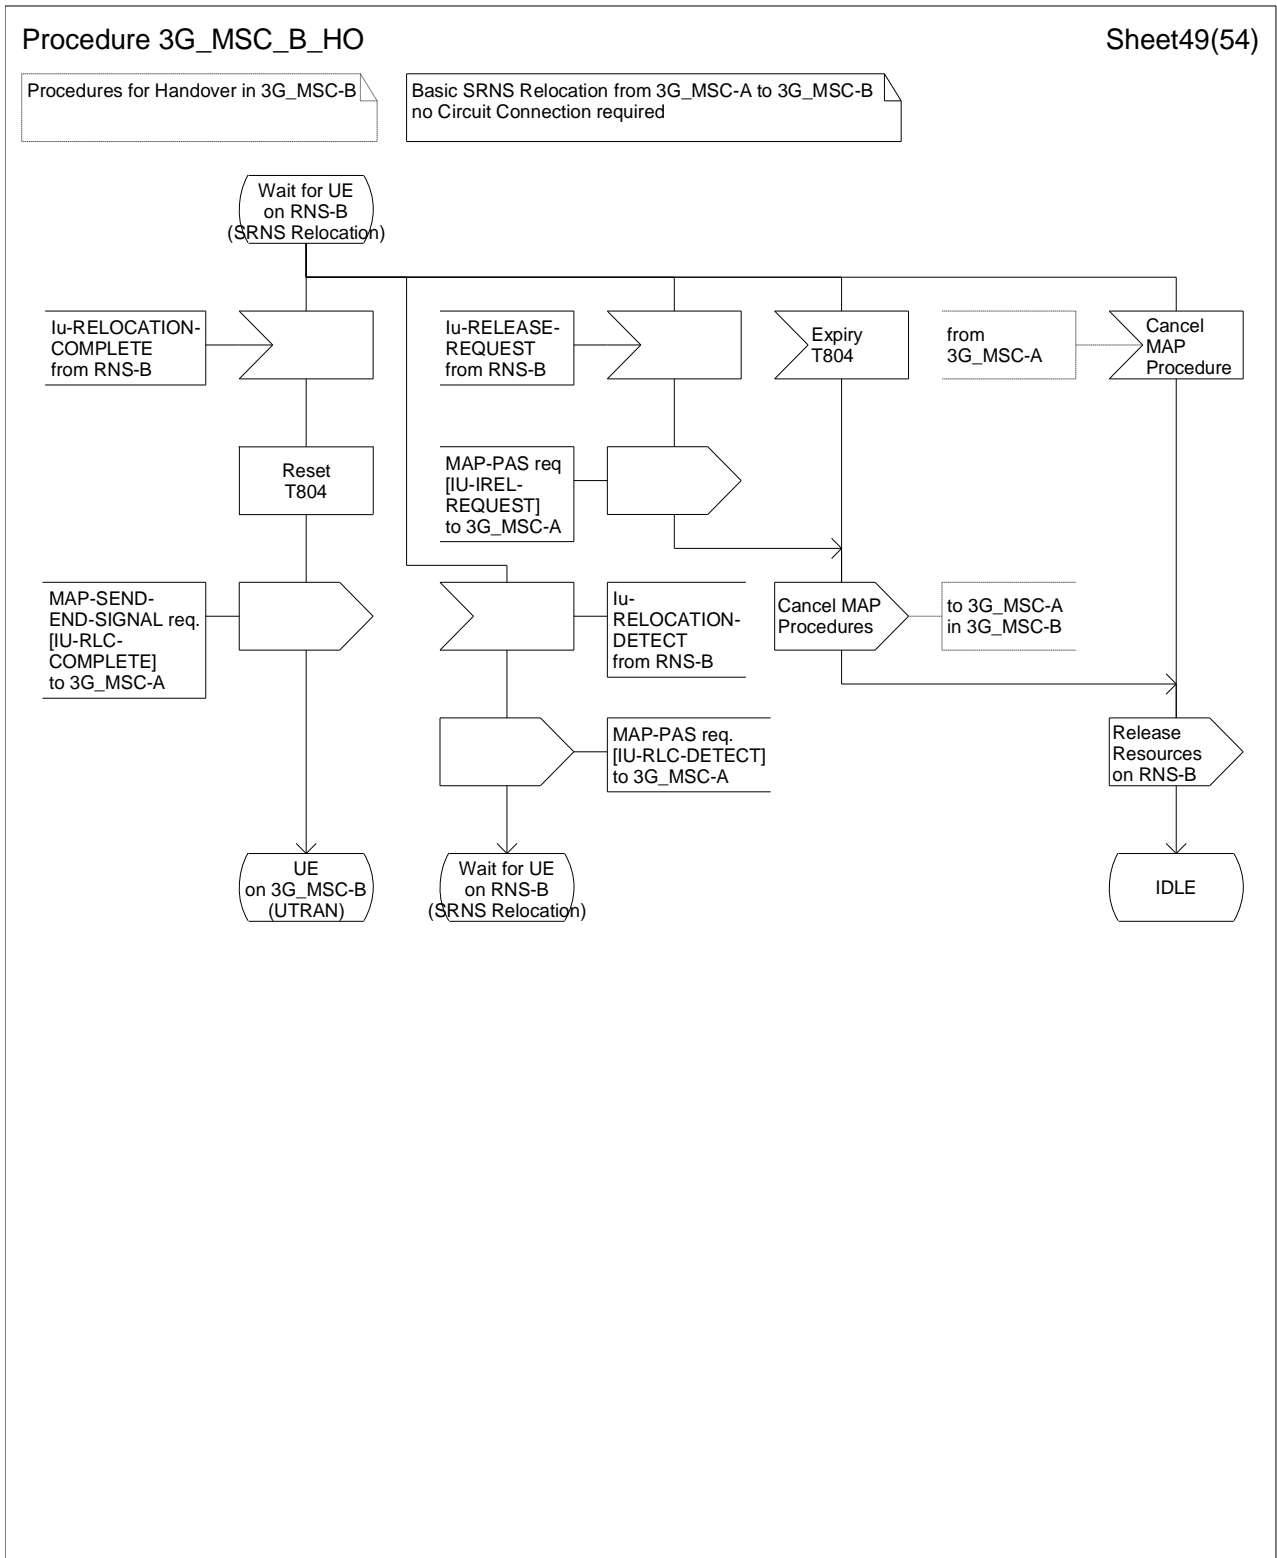 Procedure 3G_MSC_B_HO
Sheet49(54)
Procedures for Handover in 3G_MSC-B
Basic SRNS Relocation from 3G_MSC-A to 3G_MSC-B
no Circuit Connection required
Wait for UE
on RNS-B
(SRNS Relocation)
Iu-RELOCATION-
COMPLETE
from RNS-B
Iu-RELEASE-
REQUEST
from RNS-B
Expiry
T804
from
3G_MSC-A
Cancel
MAP
Procedure
Reset
T804
MAP-PAS req
[IU-IREL-
REQUEST]
to 3G_MSC-A
MAP-SEND-
END-SIGNAL req.
[IU-RLC-
COMPLETE]
to 3G_MSC-A
Iu-
RELOCATION-
DETECT
from RNS-B
Cancel MAP
Procedures
to 3G_MSC-A
in 3G_MSC-B
MAP-PAS req.
[IU-RLC-DETECT]
to 3G_MSC-A
Release
Resources
on RNS-B
UE
on 3G_MSC-B
(UTRAN)
Wait for UE
on RNS-B
(SRNS Relocation)
IDLE